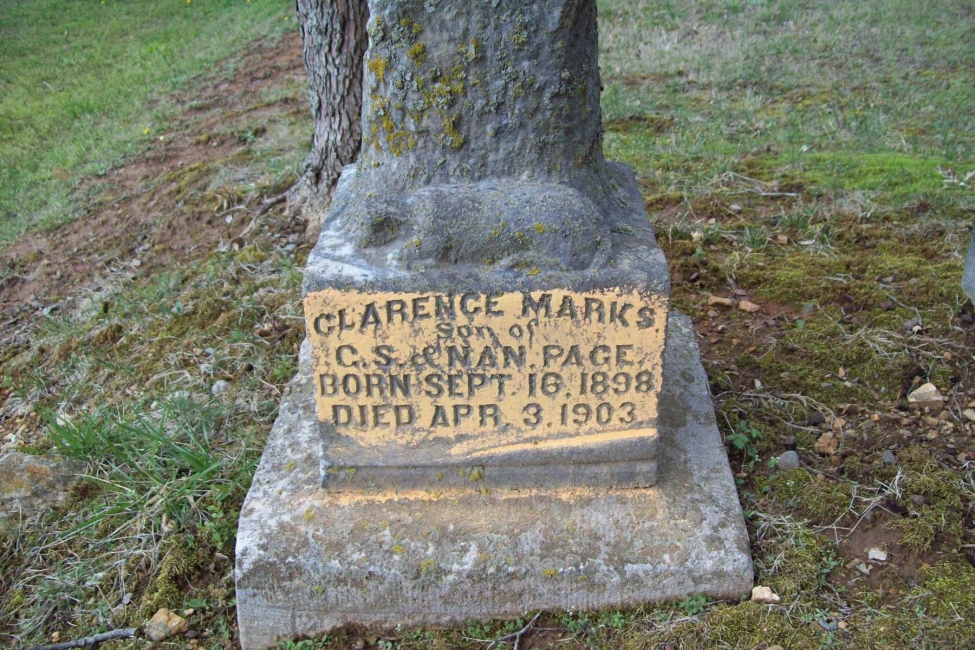 CLARENCE MARKS
Son of
C.S. & NAN. PAGE.
BORN SEPT. 16. 1898.
DIED APR. 3. 1903.